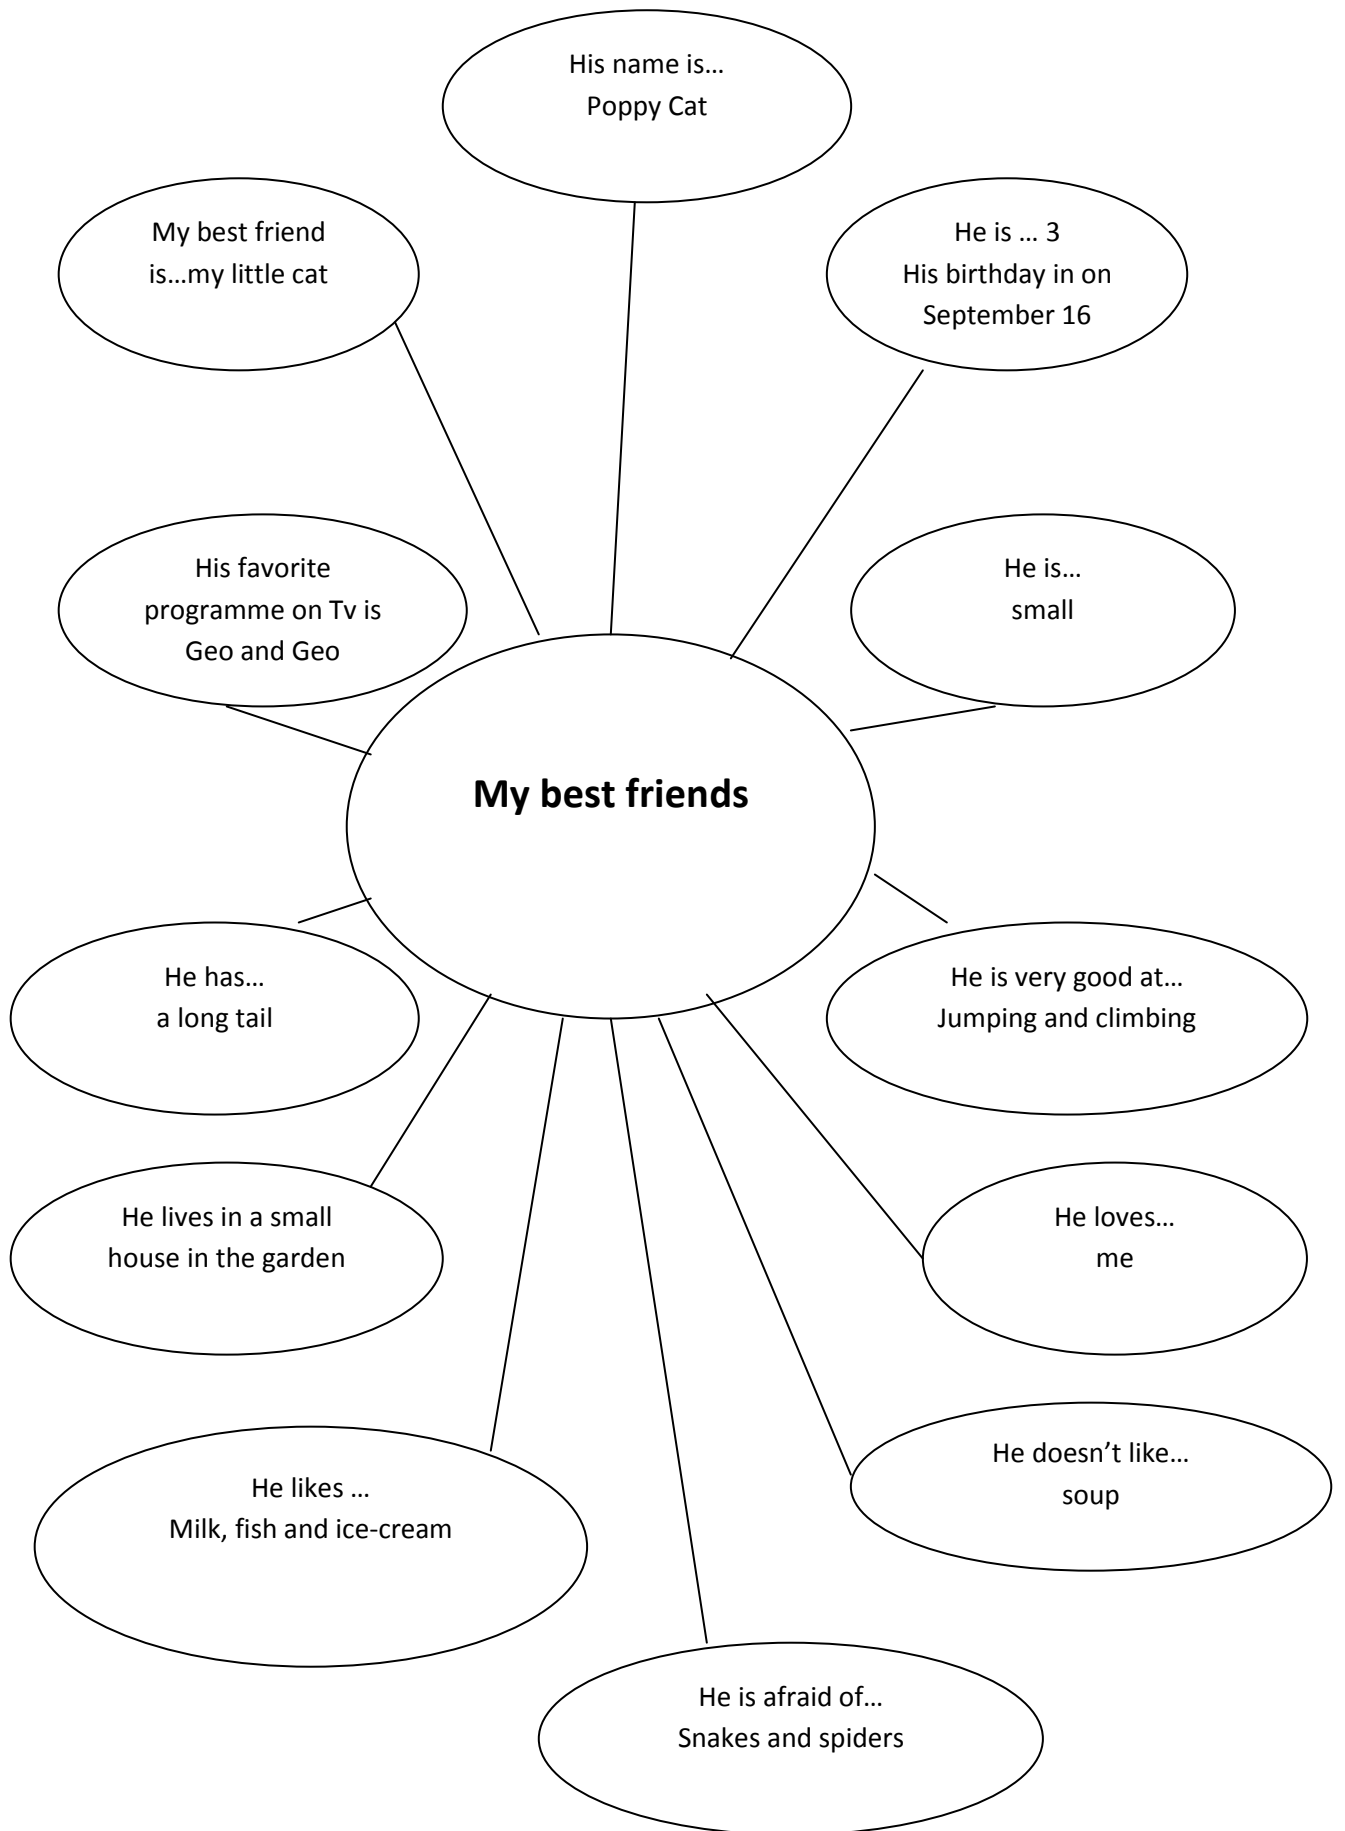 His name is…
Poppy Cat
My best friend
is…my little cat
He is … 3
His birthday in on
September 16
His favorite
programme on Tv is
Geo and Geo
He is…
small
My best friends
He has…
a long tail
He is very good at…
Jumping and climbing
He lives in a small
house in the garden
He loves…
me
He likes …
Milk, fish and ice-cream
He doesn’t like…
soup
He is afraid of…
Snakes and spiders